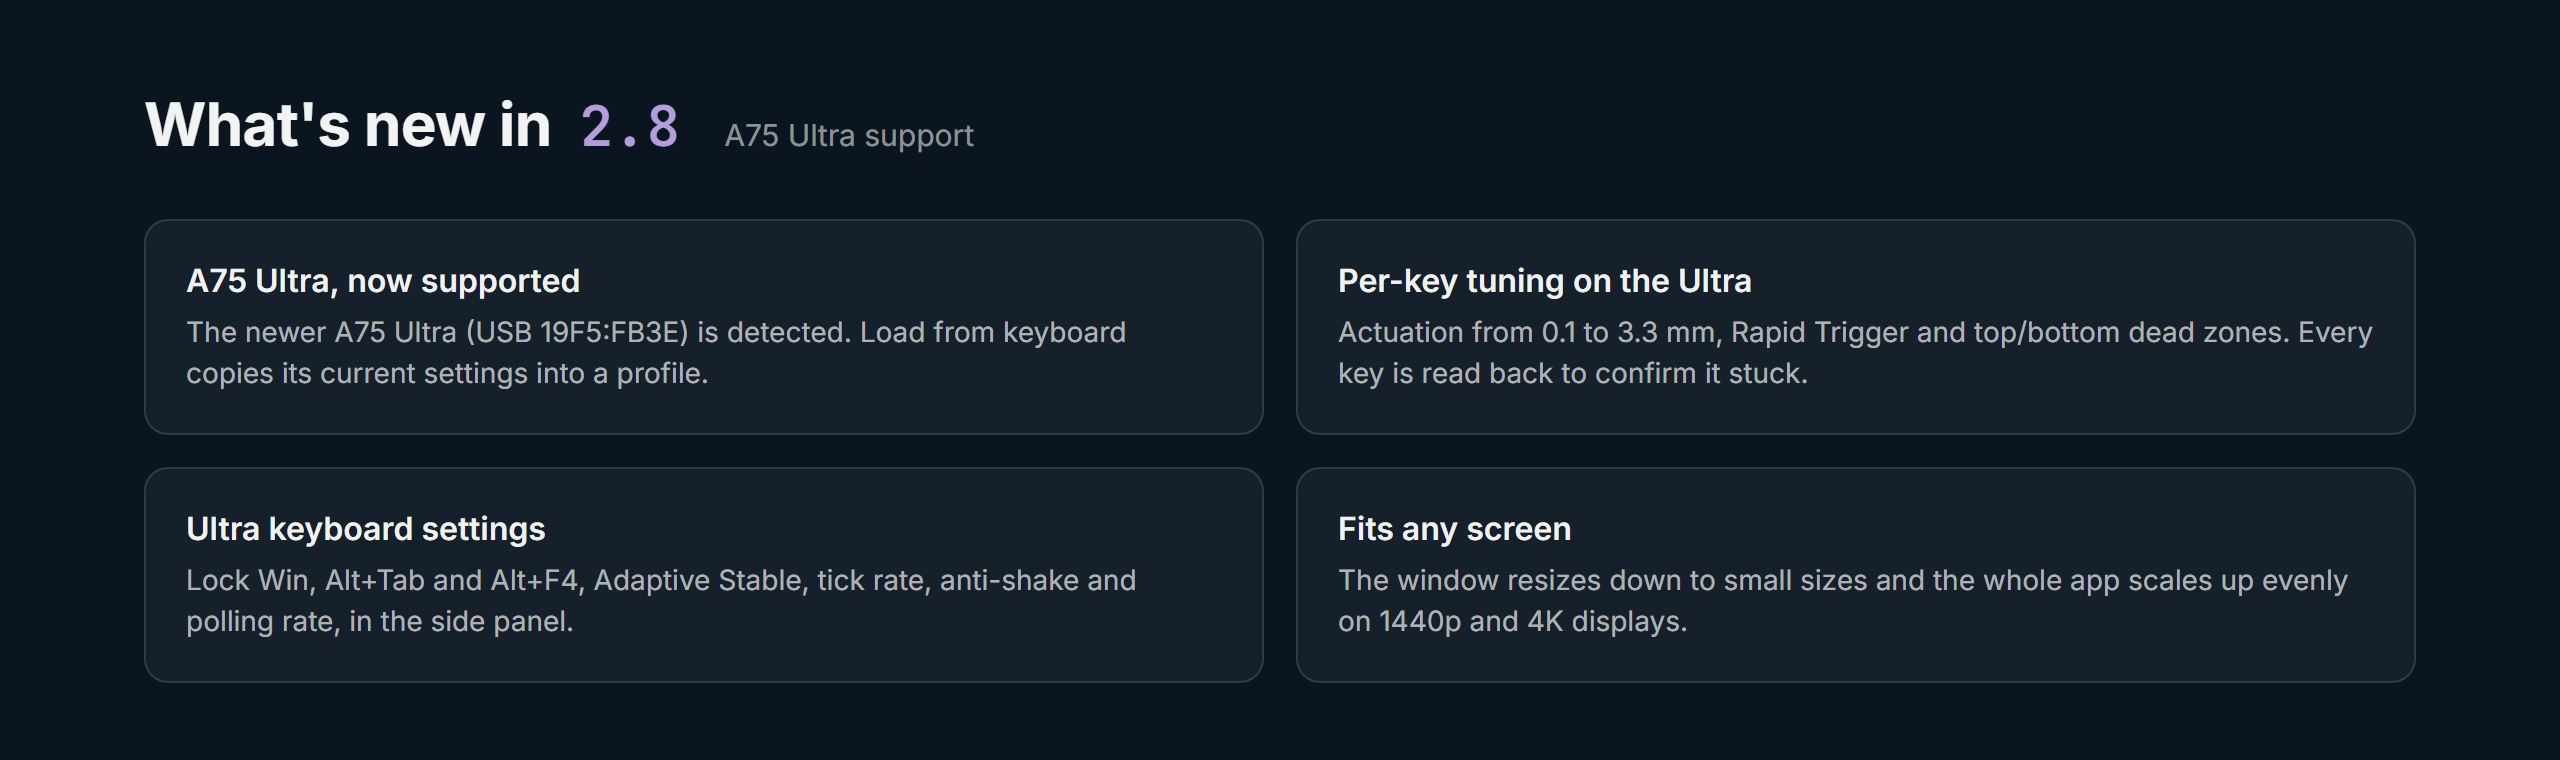 What's new in 2.8 A75 Ultra support
A75 Ultra, now supported
The newer A75 Ultra (USB 19F5:FB3E) is detected. Load from keyboard
copies its current settings into a profile.
Per-key tuning on the Ultra
Actuation from 0.1 to 3.3 mm, Rapid Trigger and top/bottom dead zones. Every
key is read back to confirm it stuck.
Ultra keyboard settings
Lock Win, Alt+Tab and Alt+F4, Adaptive Stable, tick rate, anti-shake and
polling rate, in the side panel.
Fits any screen
The window resizes down to small sizes and the whole app scales up evenly
on 1440p and 4K displays.